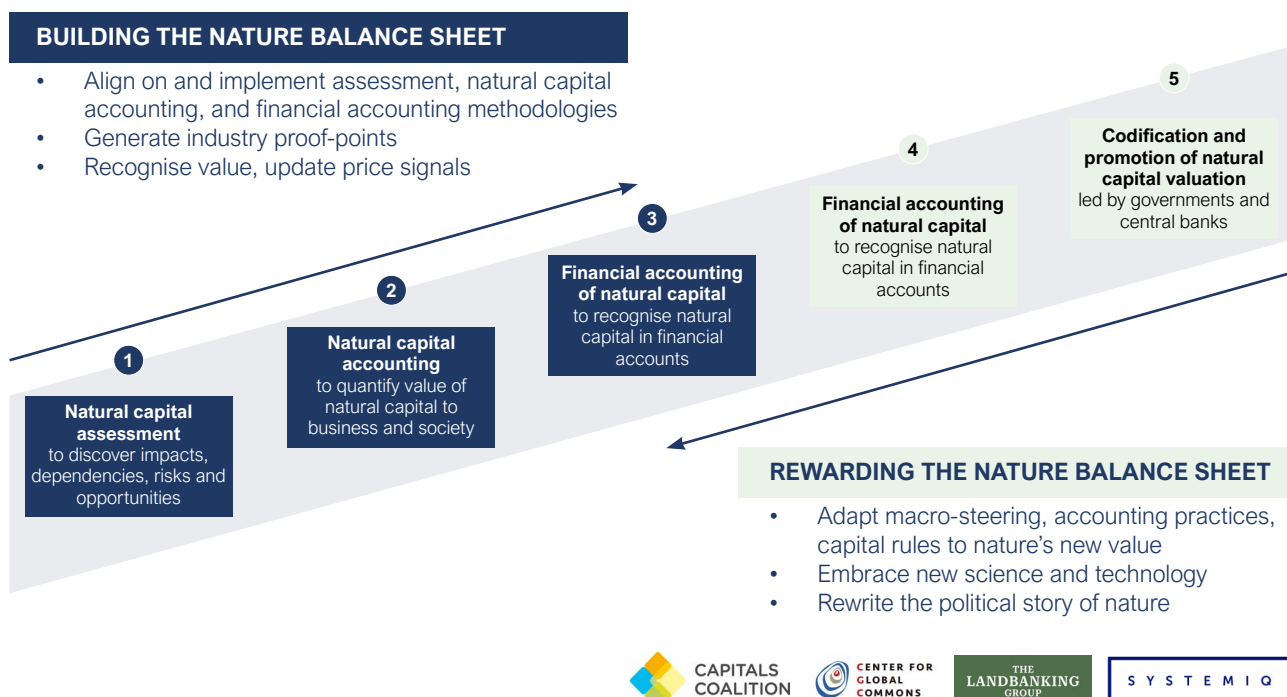 BUILDING THE NATURE BALANCE SHEET
• Align on and implement assessment, natural capital
accounting, and financial accounting methodologies
• Generate industry proof-points
• Recognise value, update price signals
1
Natural capital
assessment
to discover impacts,
dependencies, risks and
opportunities
2
Natural capital
accounting
to quantify value of
natural capital to
business and society
3
Financial accounting
of natural capital
to recognise natural
capital in financial
accounts
4
Financial accounting
of natural capital
to recognise natural
capital in financial
accounts
5
Codification and
promotion of natural
capital valuation
led by governments and
central banks
REWARDING THE NATURE BALANCE SHEET
• Adapt macro-steering, accounting practices,
capital rules to nature’s new value
• Embrace new science and technology
• Rewrite the political story of nature
CAPITALS
COALITION
CENTER FOR
GLOBAL
COMMONS
THE
LANDBANKING
GROUP
SYSTEMIQ